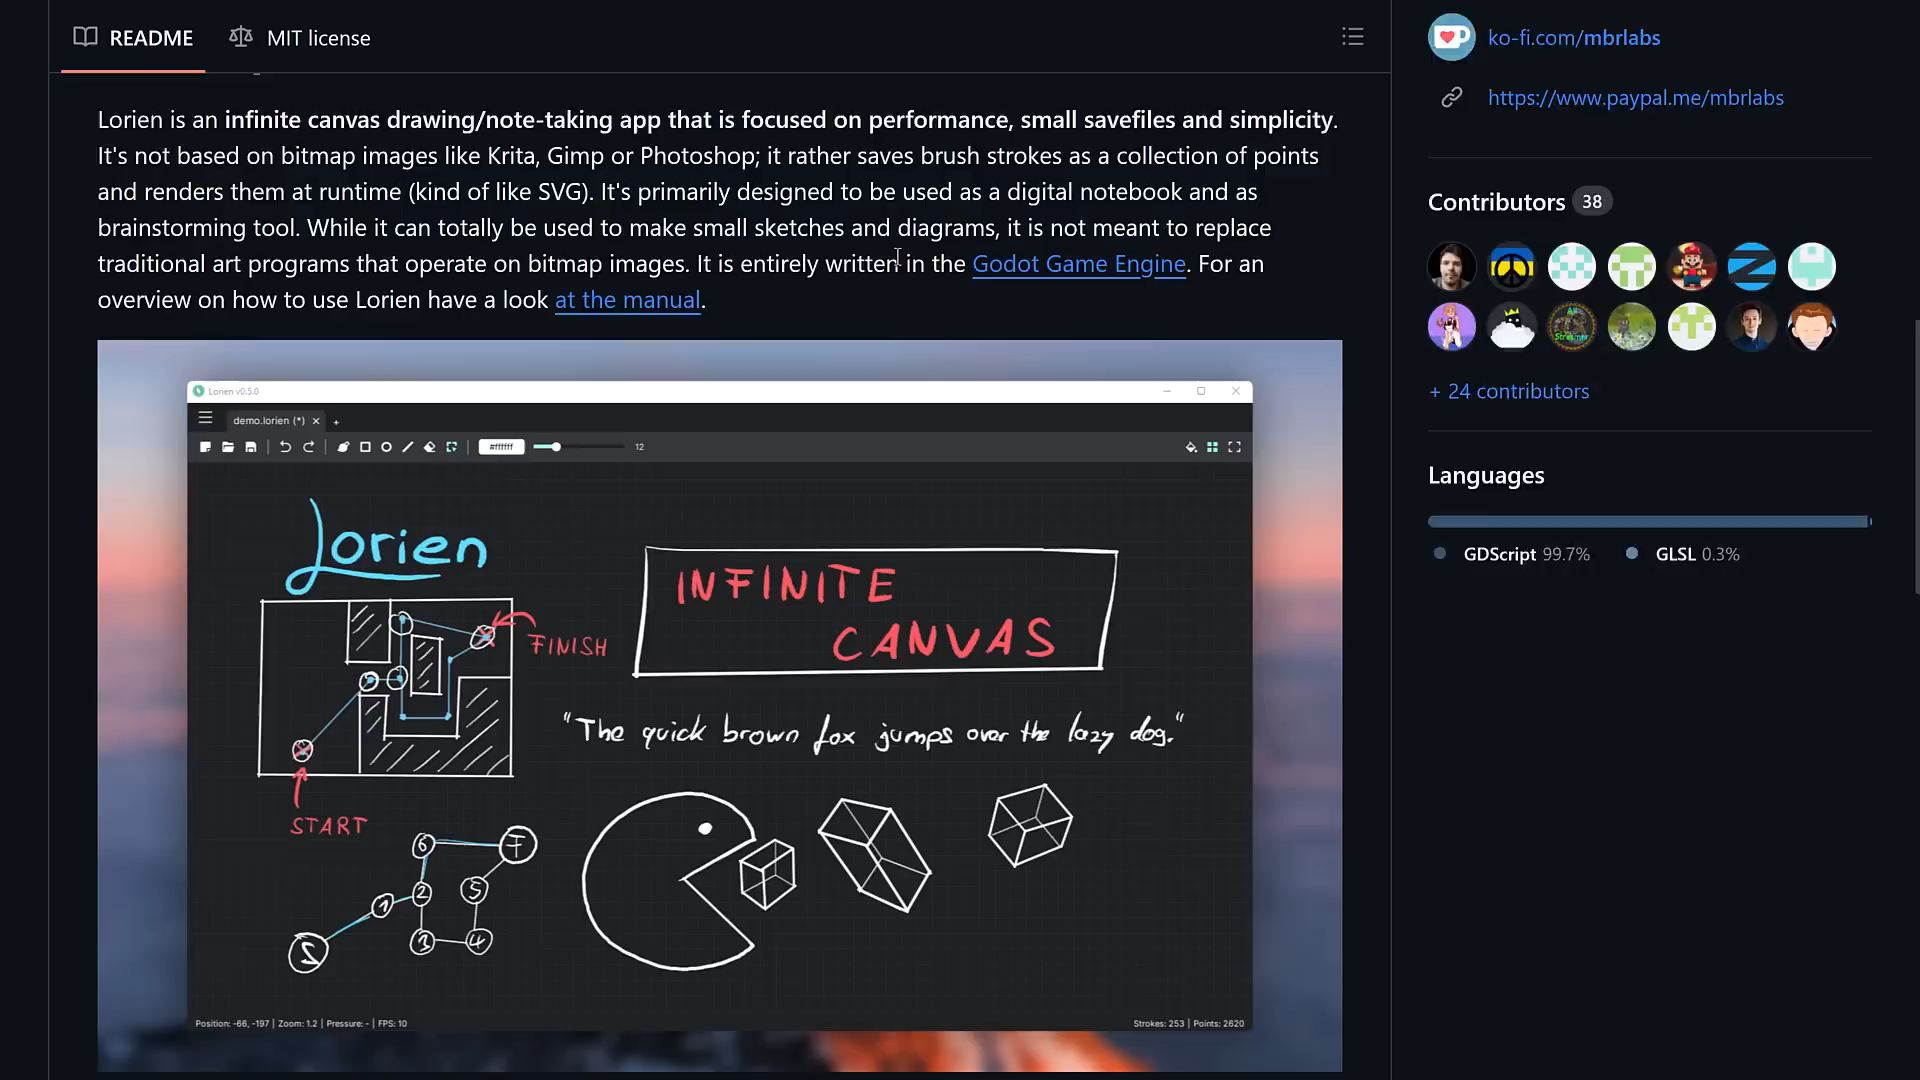 README
MIT license
Lorien is an infinite canvas drawing/note-taking app that is focused on performance, small savefiles and simplicity.
It's not based on bitmap images like Krita, Gimp or Photoshop; it rather saves brush strokes as a collection of points
and renders them at runtime (kind of like SVG). It's primarily designed to be used as a digital notebook and as
brainstorming tool. While it can totally be used to make small sketches and diagrams, it is not meant to replace
traditional art programs that operate on bitmap images. It is entirely written in the Godot Game Engine. For an
overview on how to use Lorien have a look at the manual.
Lorien v0.5.0
demo.lorien (*)
#ffffff
12
Lorien
INFINITE
CANVAS
FINISH
START
"The quick brown fox jumps over the lazy dog."
6
F
1
2
5
S
3
4
Position: -66, -197 | Zoom: 1.2 | Pressure: - | FPS: 10
Strokes: 253 | Points: 2620
ko-fi.com/mbrlabs
https://www.paypal.me/mbrlabs
Contributors 38
+ 24 contributors
Languages
GDScript 99.7%
GLSL 0.3%